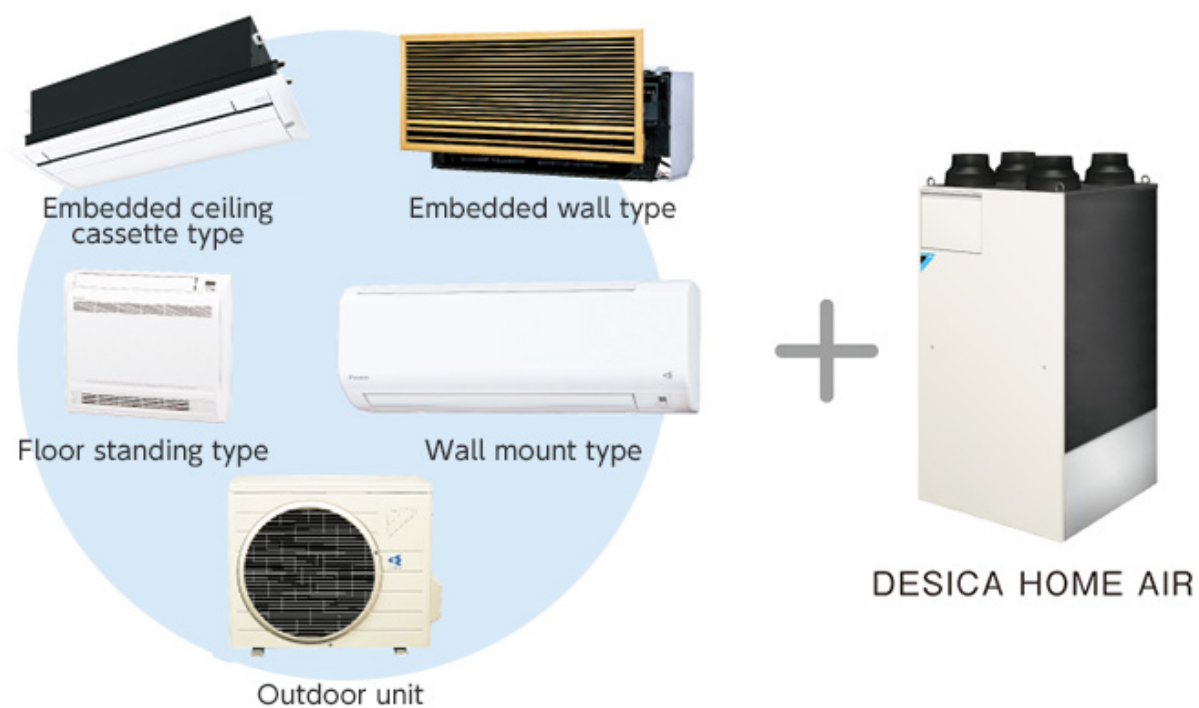 Embedded ceiling
cassette type
Embedded wall type
Floor standing type
Wall mount type
Outdoor unit
DESICA HOME AIR